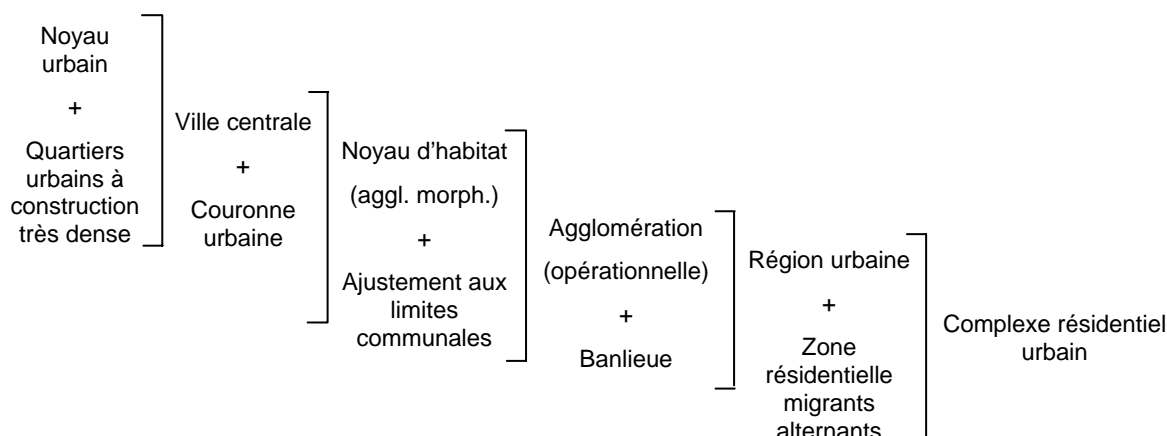 Noyau
urbain
+
Quartiers
urbains à
construction
très dense
Ville centrale
+
Couronne
urbaine
Noyau d'habitat
(aggl. morph.)
+
Ajustement aux
limites
communales
Agglomération
(opérationnelle)
+
Banlieue
Région urbaine
+
Zone
résidentielle
migrants
alternants
Complexe résidentiel
urbain